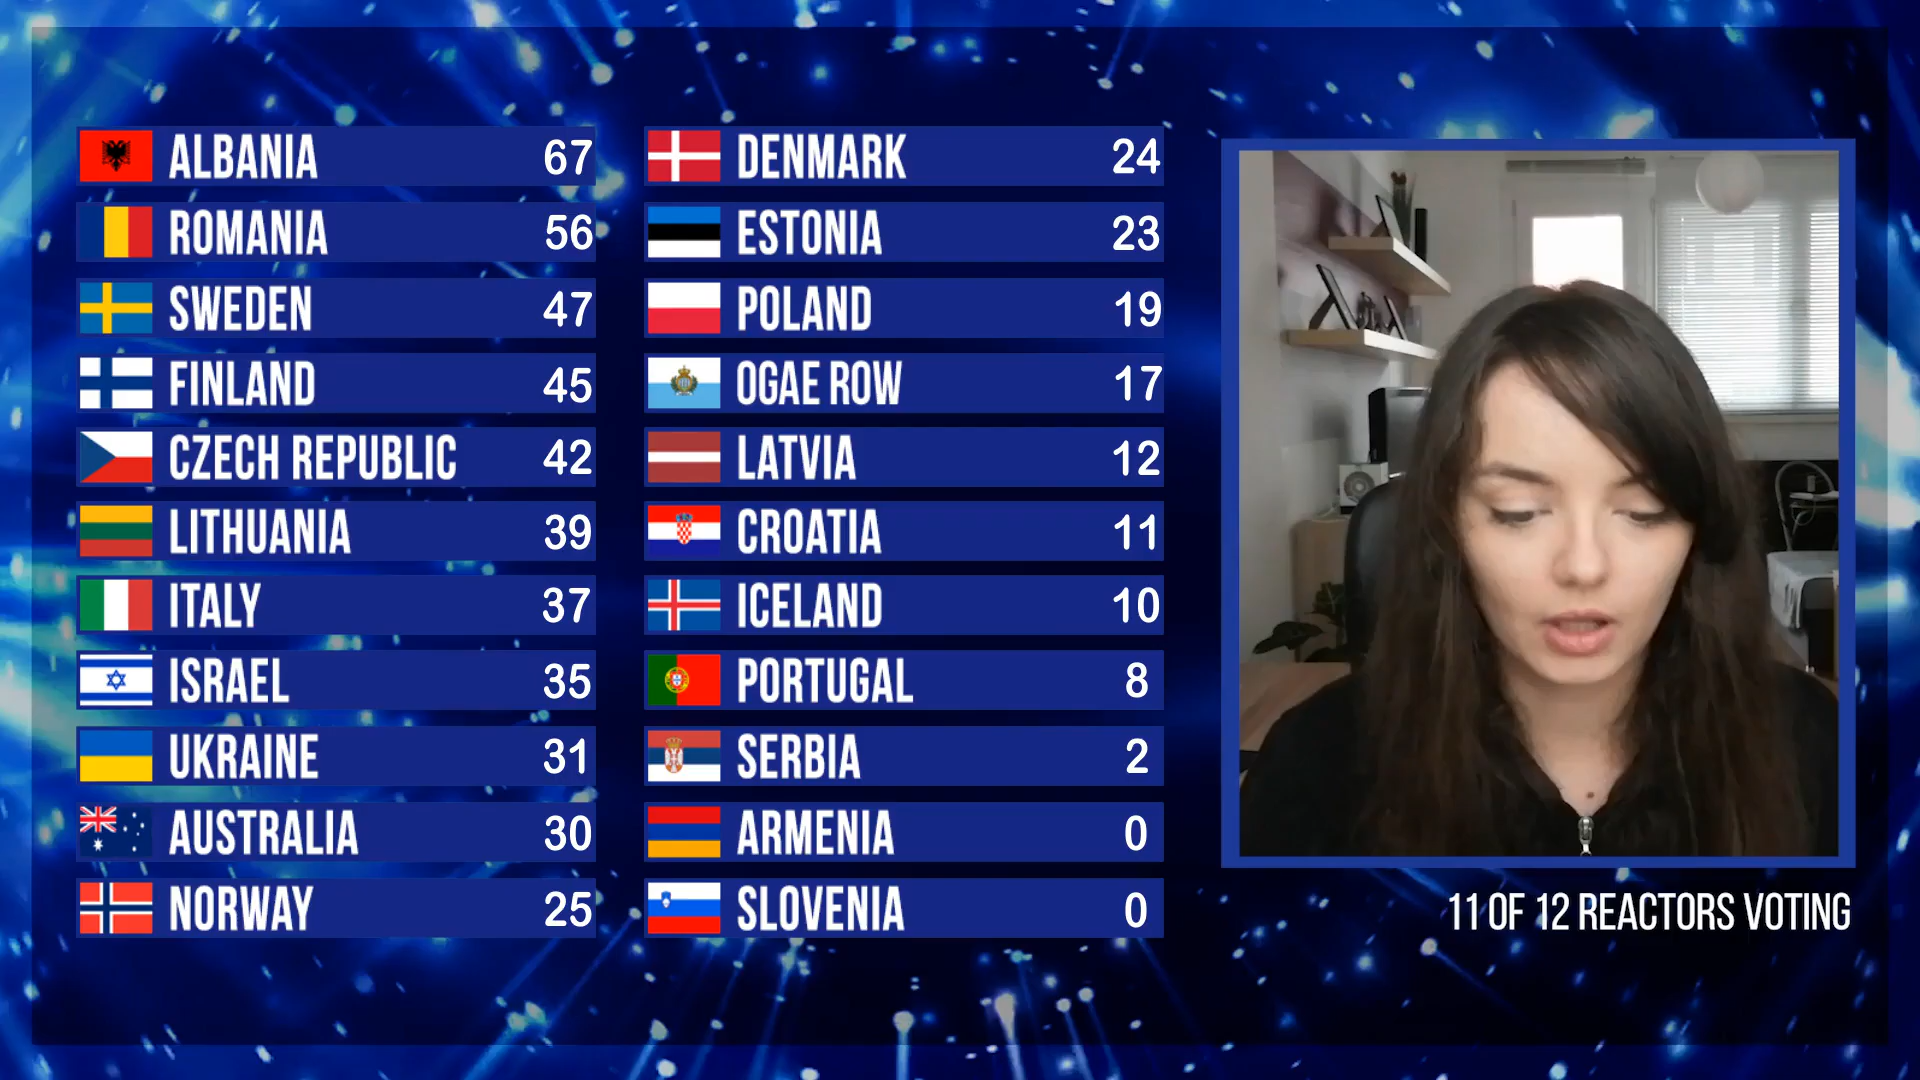 ALBANIA 67
ROMANIA 56
SWEDEN 47
FINLAND 45
CZECH REPUBLIC 42
LITHUANIA 39
ITALY 37
ISRAEL 35
UKRAINE 31
AUSTRALIA 30
NORWAY 25
DENMARK 24
ESTONIA 23
POLAND 19
OGAE ROW 17
LATVIA 12
CROATIA 11
ICELAND 10
PORTUGAL 8
SERBIA 2
ARMENIA 0
SLOVENIA 0
11 OF 12 REACTORS VOTING